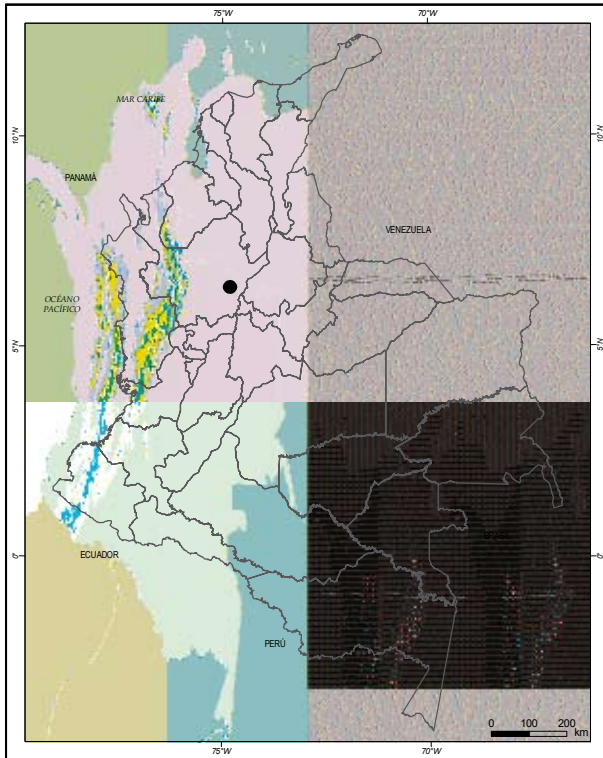 75°W
70°W
10°N
10°N
MAR CARIBE
PANAMÁ
VENEZUELA
OCÉANO
PACÍFICO
5°N
5°N
ECUADOR
0°
0°
PERÚ
0 100 200
km
75°W
70°W